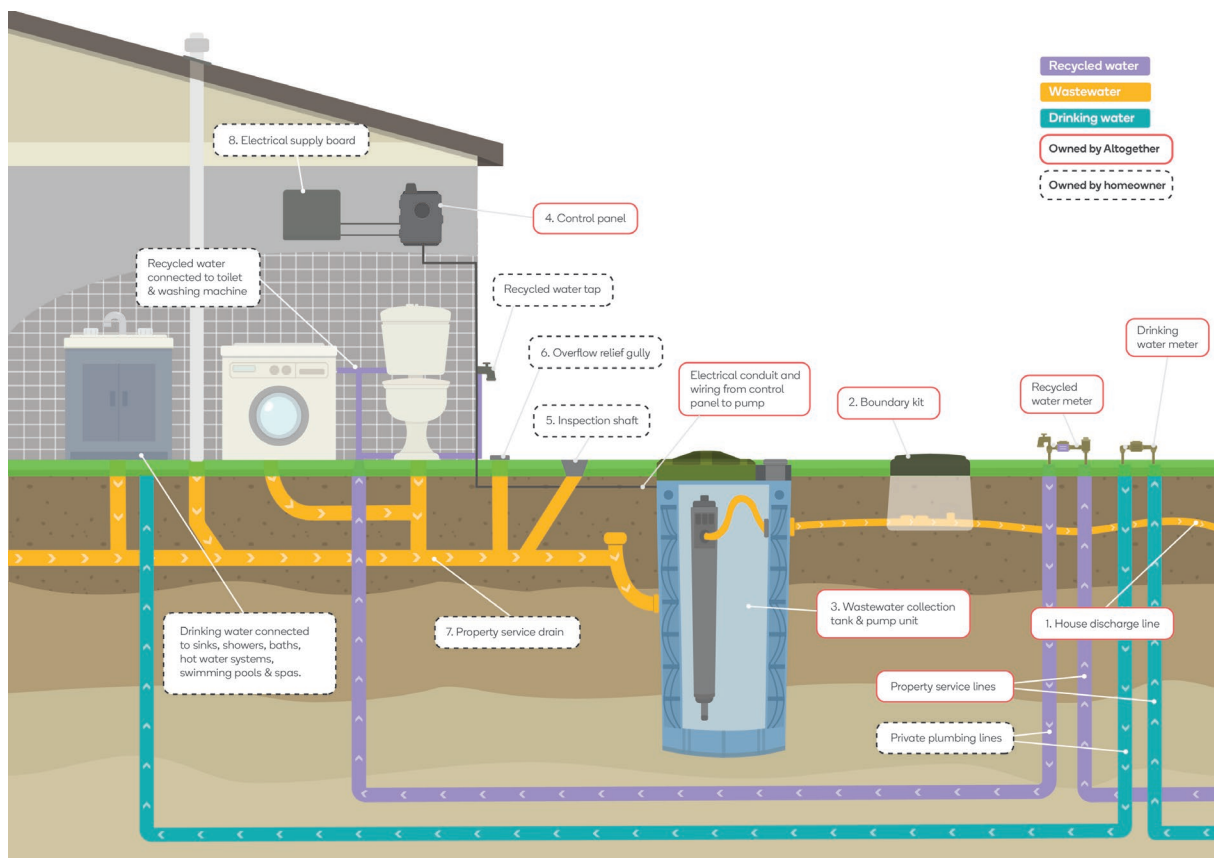 Recycled water
Wastewater
Drinking water
Owned by Altogether
Owned by homeowner
8. Electrical supply board
4. Control panel
Recycled water
connected to toilet
& washing machine
Recycled water tap
6. Overflow relief gully
5. Inspection shaft
Electrical conduit and
wiring from control
panel to pump
2. Boundary kit
Recycled
water meter
Drinking
water meter
Drinking water connected
to sinks, showers, baths,
hot water systems,
swimming pools & spas.
7. Property service drain
3. Wastewater collection
tank & pump unit
1. House discharge line
Property service lines
Private plumbing lines